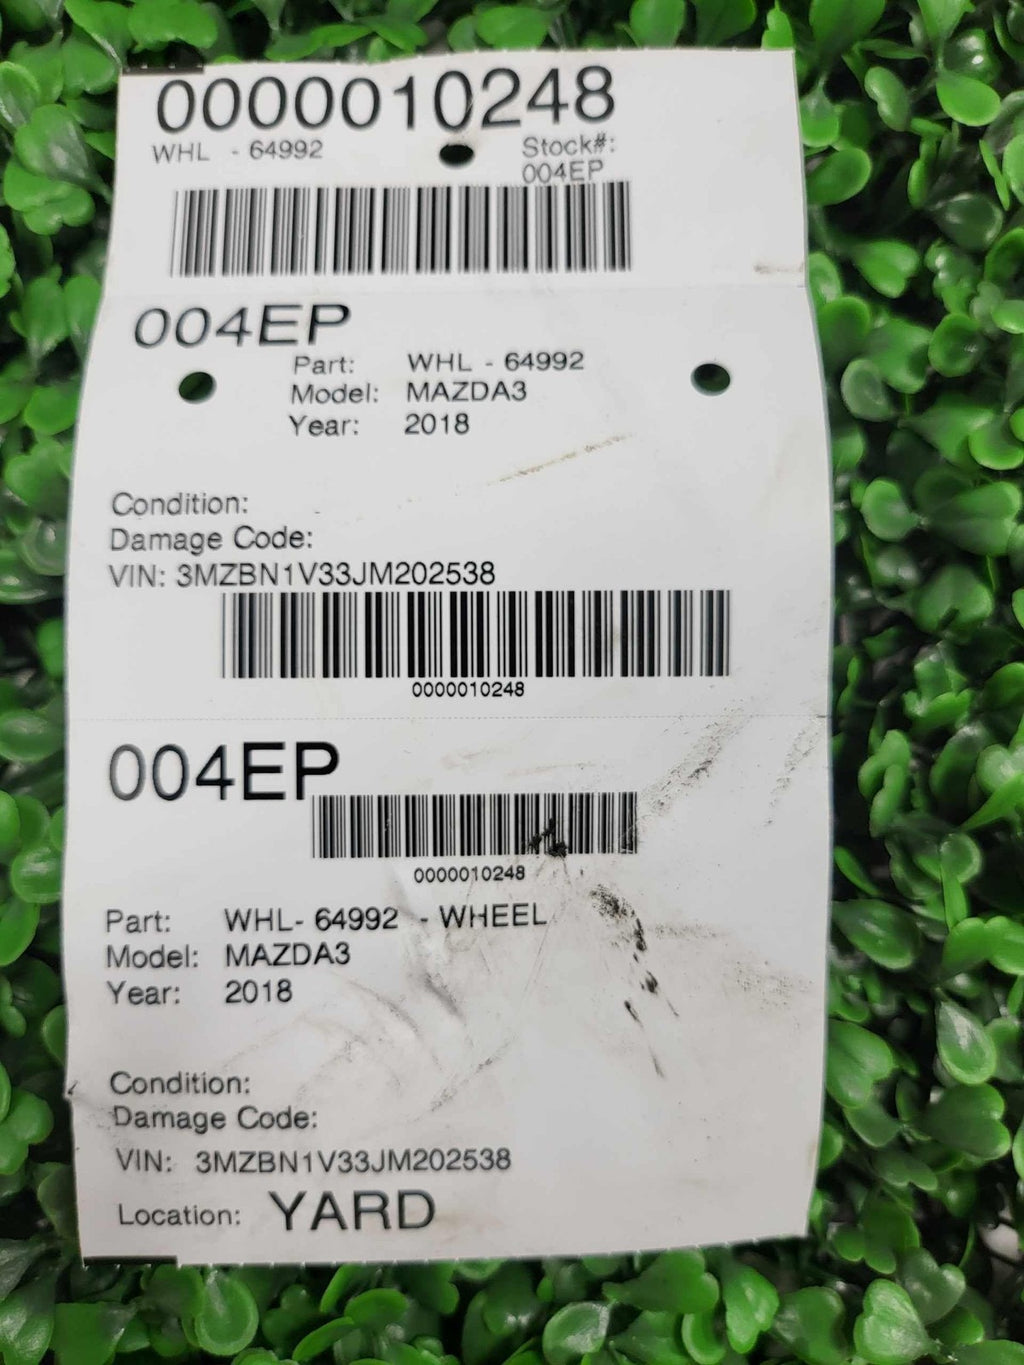 0000010248
WHL - 64992 Stock#:
004EP
004EP
Part: WHL - 64992
Model: MAZDA3
Year: 2018
Condition:
Damage Code:
VIN: 3MZBN1V33JM202538
0000010248
004EP
0000010248
Part: WHL- 64992 - WHEEL
Model: MAZDA3
Year: 2018
Condition:
Damage Code:
VIN: 3MZBN1V33JM202538
Location: YARD